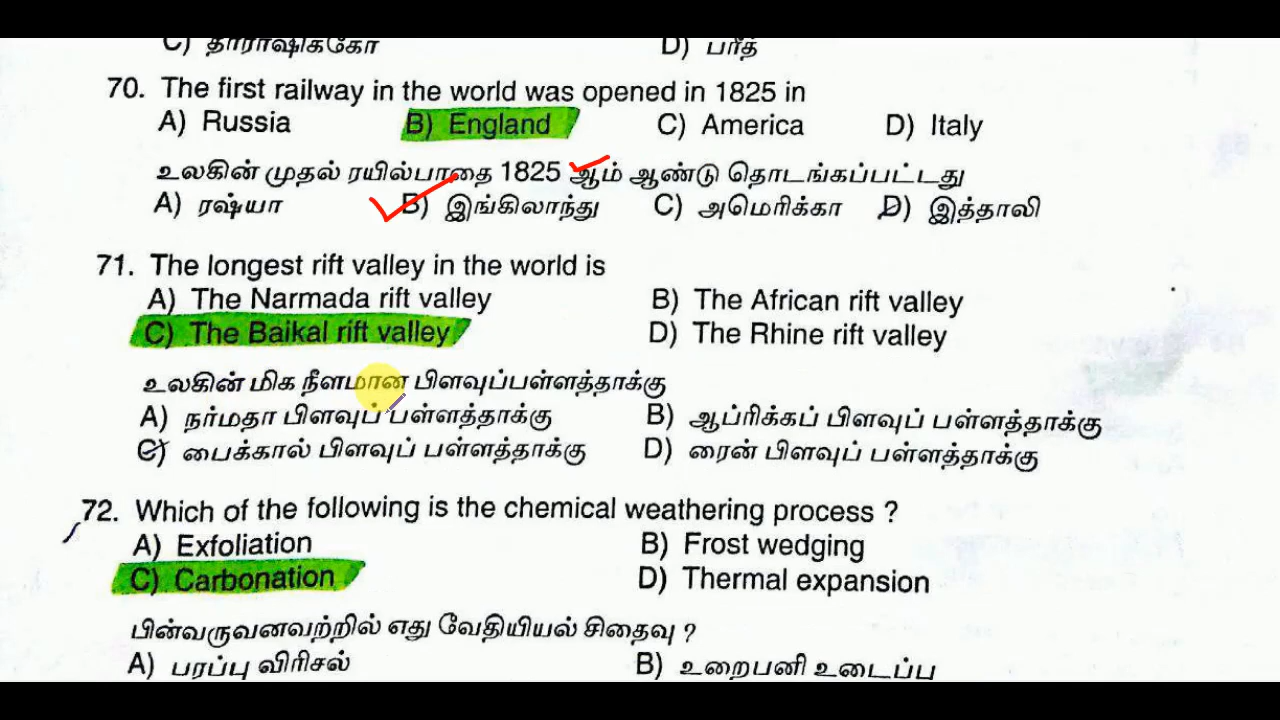 C) தாராஷிக்கோ D) பரீத்
70. The first railway in the world was opened in 1825 in
A) Russia B) England C) America D) Italy
உலகின் முதல் ரயில்பாதை 1825 ஆம் ஆண்டு தொடங்கப்பட்டது
A) ரஷ்யா B) இங்கிலாந்து C) அமெரிக்கா D) இத்தாலி
71. The longest rift valley in the world is
A) The Narmada rift valley B) The African rift valley
C) The Baikal rift valley D) The Rhine rift valley
உலகின் மிக நீளமான பிளவுப்பள்ளத்தாக்கு
A) நர்மதா பிளவுப் பள்ளத்தாக்கு B) ஆப்ரிக்கப் பிளவுப் பள்ளத்தாக்கு
C) பைக்கால் பிளவுப் பள்ளத்தாக்கு D) ரைன் பிளவுப் பள்ளத்தாக்கு
72. Which of the following is the chemical weathering process ?
A) Exfoliation B) Frost wedging
C) Carbonation D) Thermal expansion
பின்வருவனவற்றில் எது வேதியியல் சிதைவு ?
A) பரப்பு விரிசல் B) உறைபனி உடைப்பு